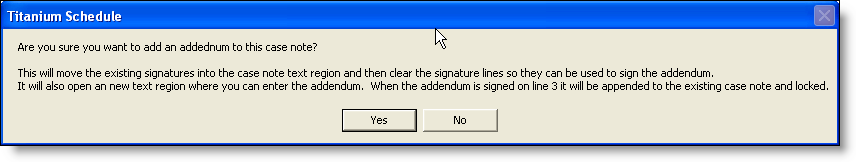 Titanium Schedule
Are you sure you want to add an addednum to this case note?
This will move the existing signatures into the case note text region and then clear the signature lines so they can be used to sign the addendum.
It will also open an new text region where you can enter the addendum.  When the addendum is signed on line 3 it will be appended to the existing case note and locked.
Yes No